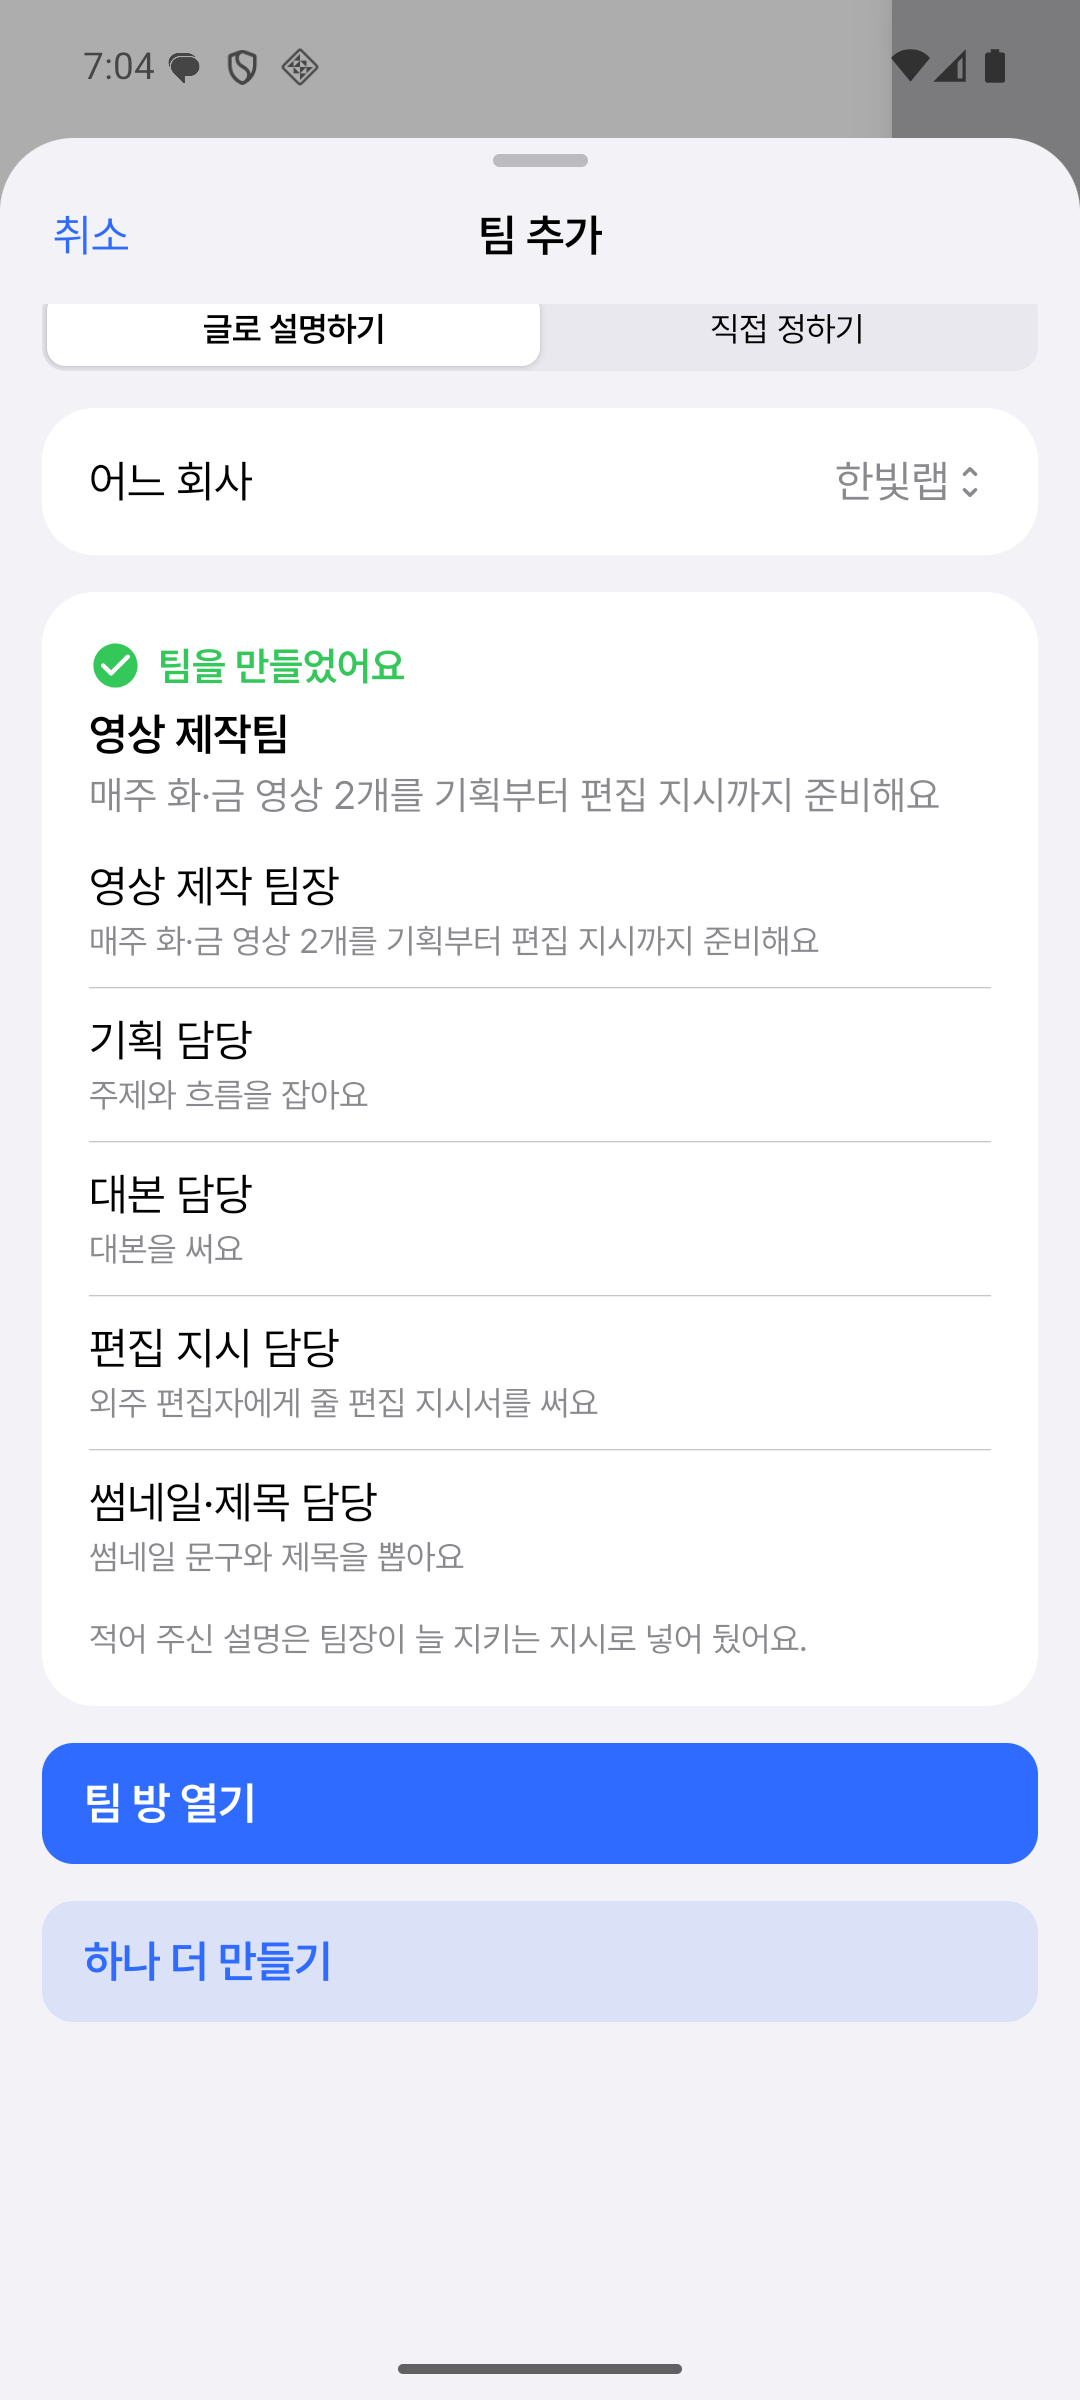 7:04
취소
팀 추가
글로 설명하기
직접 정하기
어느 회사
한빛랩
팀을 만들었어요
영상 제작팀
매주 화·금 영상 2개를 기획부터 편집 지시까지 준비해요
영상 제작 팀장
매주 화·금 영상 2개를 기획부터 편집 지시까지 준비해요
기획 담당
주제와 흐름을 잡아요
대본 담당
대본을 써요
편집 지시 담당
외주 편집자에게 줄 편집 지시서를 써요
썸네일·제목 담당
썸네일 문구와 제목을 뽑아요
적어 주신 설명은 팀장이 늘 지키는 지시로 넣어 뒀어요.
팀 방 열기
하나 더 만들기